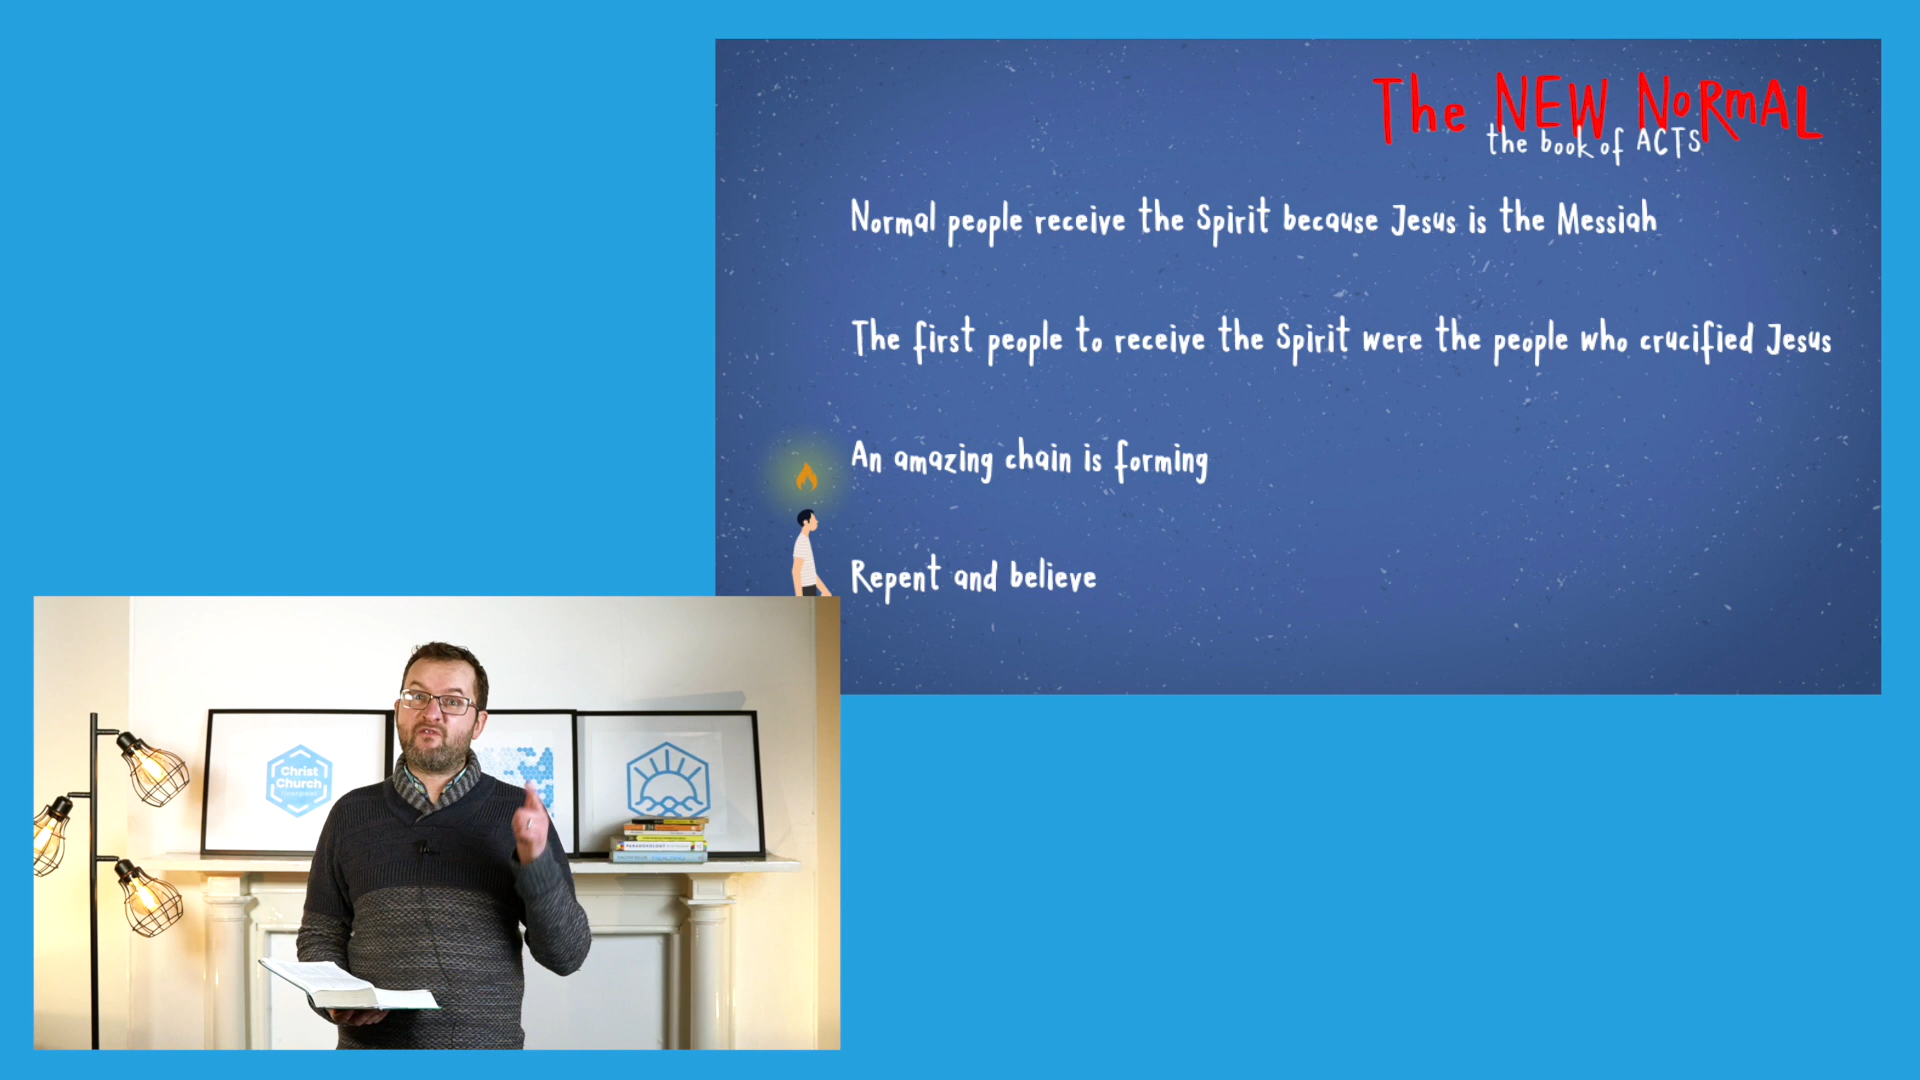 The NEW NoRmAL
the book of ACTS
Normal people receive the Spirit because Jesus is the Messiah
The first people to receive the Spirit were the people who crucified Jesus
An amazing chain is forming
Repent and believe
Christ
Church
Liverpool
PARADOXOLOGY